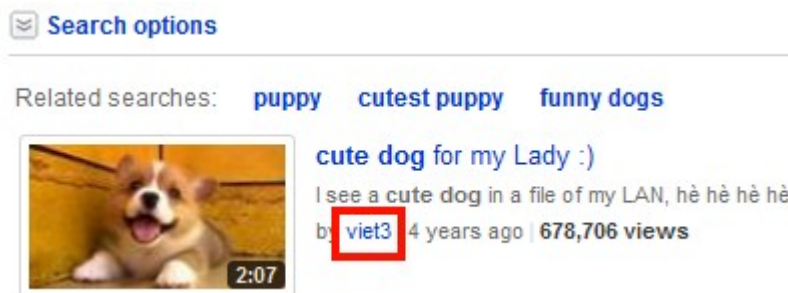 Search options
Related searches: puppy cutest puppy funny dogs
cute dog for my Lady :)
I see a cute dog in a file of my LAN, hè hè hè hè
by viet3 4 years ago | 678,706 views
2:07